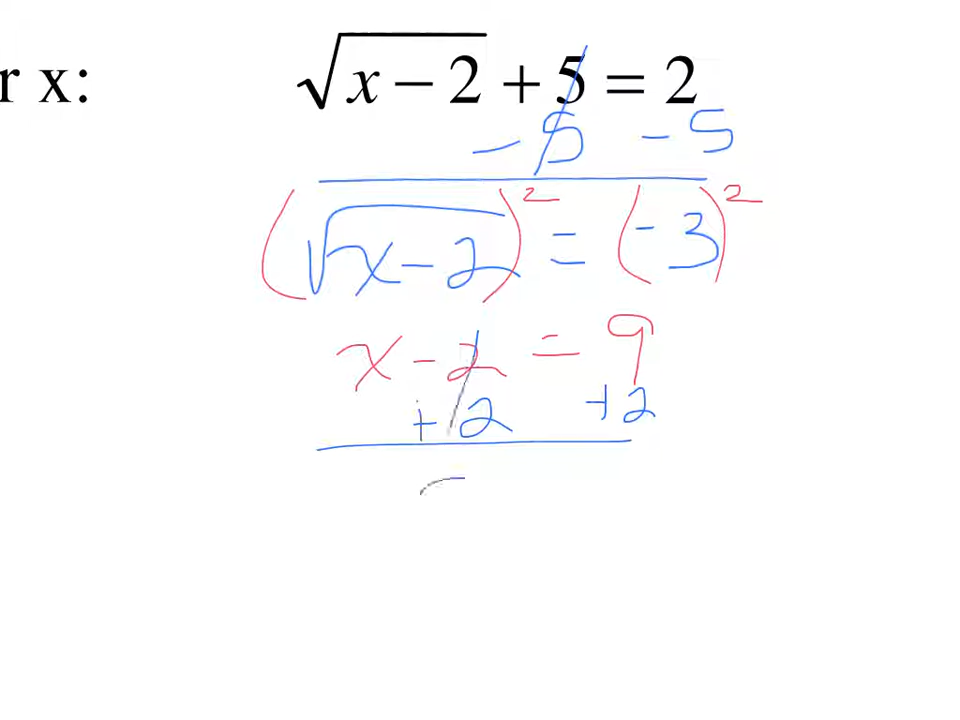 r x: √x − 2 + 5 = 2
− 5 − 5
(√x − 2)² = (− 3)²
x − 2 = 9
+ 2 + 2